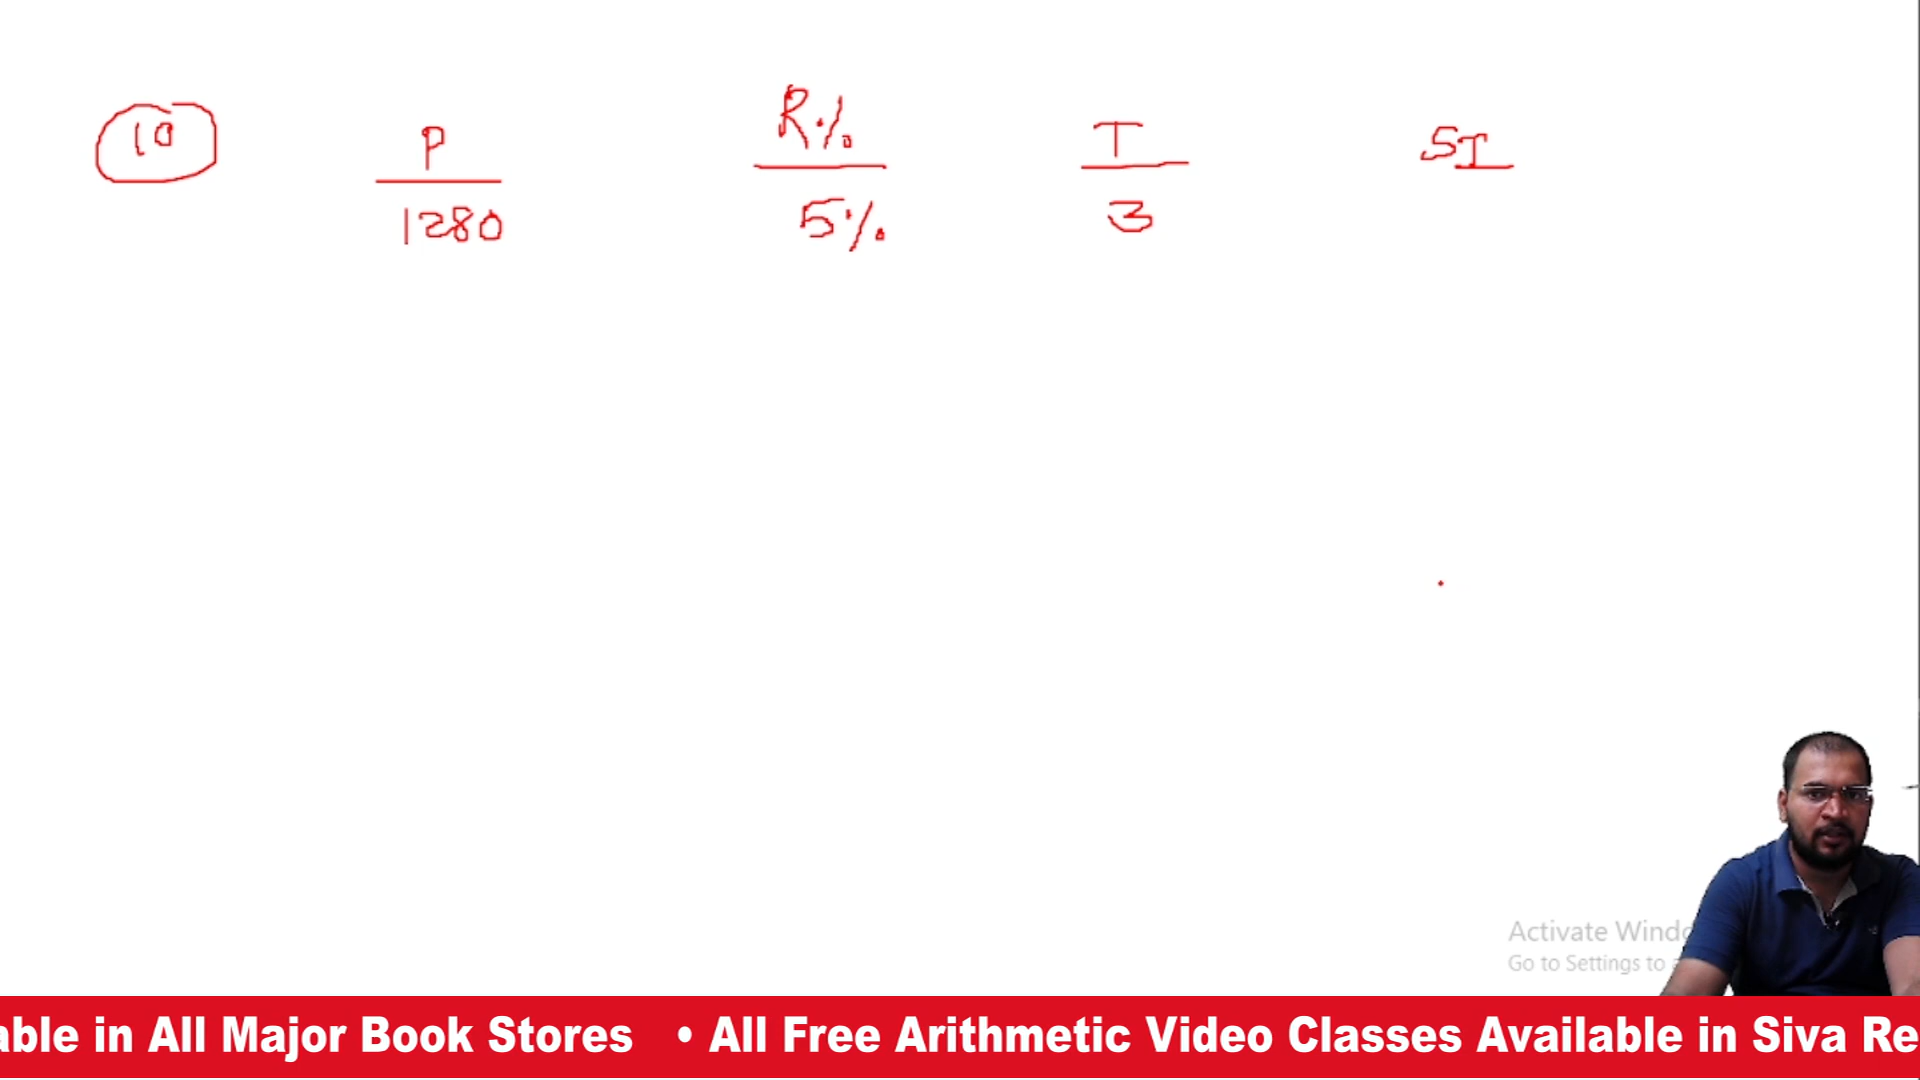 10 P R% T SI
1280 5% 3
Activate Windo
Go to Settings to a
able in All Major Book Stores • All Free Arithmetic Video Classes Available in Siva Re